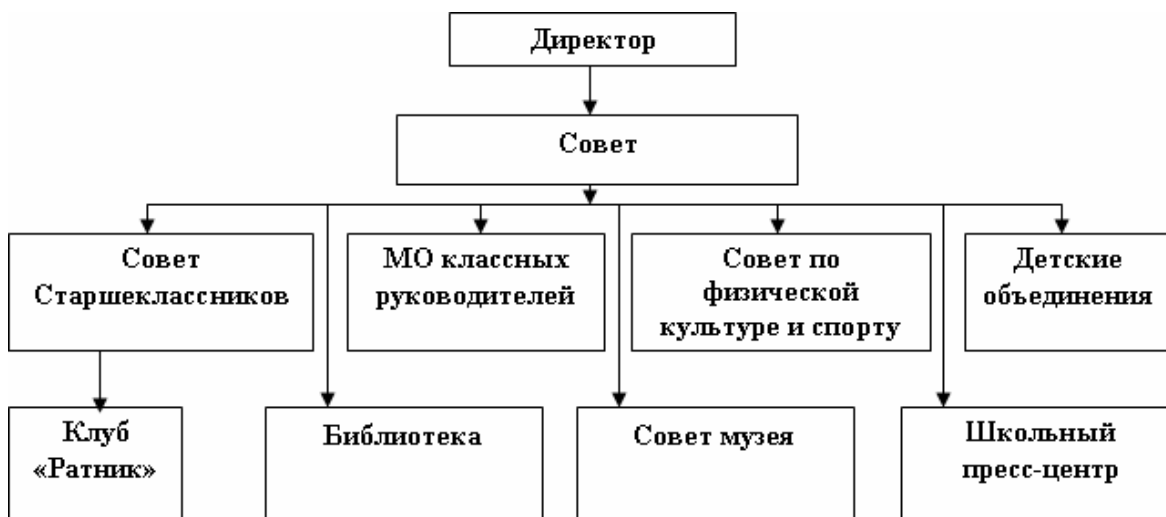 Директор
Совет
Совет
Старшеклассников
МО классных
руководителей
Совет по
физической
культуре и спорту
Детские
объединения
Клуб
«Ратник»
Библиотека
Совет музея
Школьный
пресс-центр